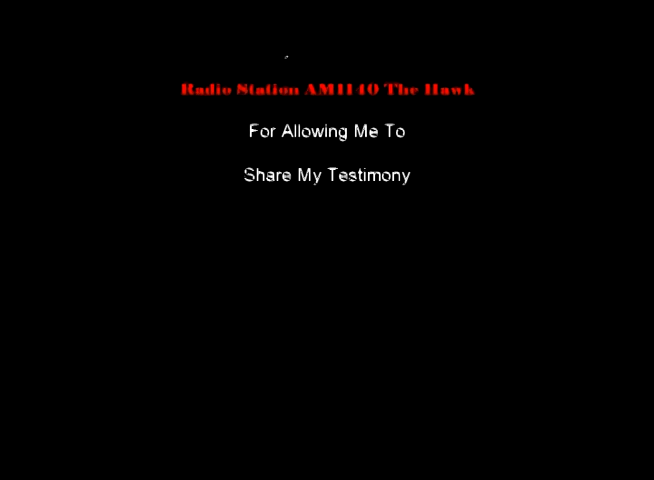 Radio Station AM1140 The Hawk
For Allowing Me To
Share My Testimony